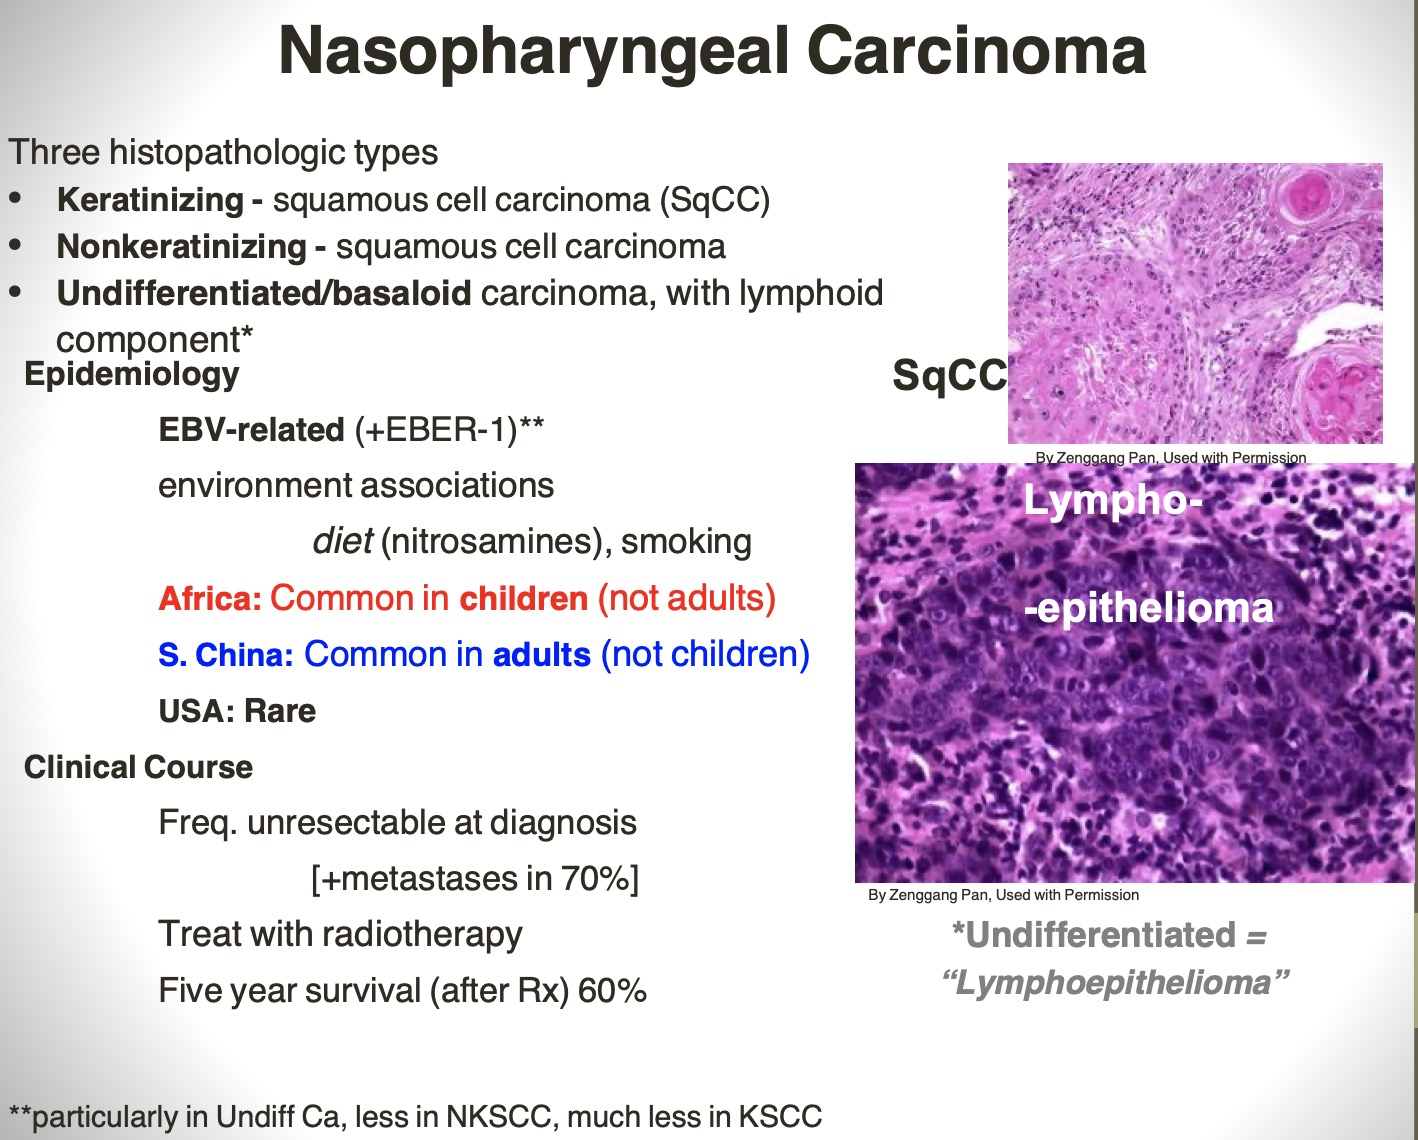 Nasopharyngeal Carcinoma
Three histopathologic types
• Keratinizing - squamous cell carcinoma (SqCC)
• Nonkeratinizing - squamous cell carcinoma
• Undifferentiated/basaloid carcinoma, with lymphoid
component*
Epidemiology
EBV-related (+EBER-1)**
environment associations
diet (nitrosamines), smoking
Africa: Common in children (not adults)
S. China: Common in adults (not children)
USA: Rare
Clinical Course
Freq. unresectable at diagnosis
[+metastases in 70%]
Treat with radiotherapy
Five year survival (after Rx) 60%
**particularly in Undiff Ca, less in NKSCC, much less in KSCC
SqCC
By Zenggang Pan, Used with Permission
Lympho-
-epithelioma
By Zenggang Pan, Used with Permission
*Undifferentiated =
“Lymphoepithelioma”